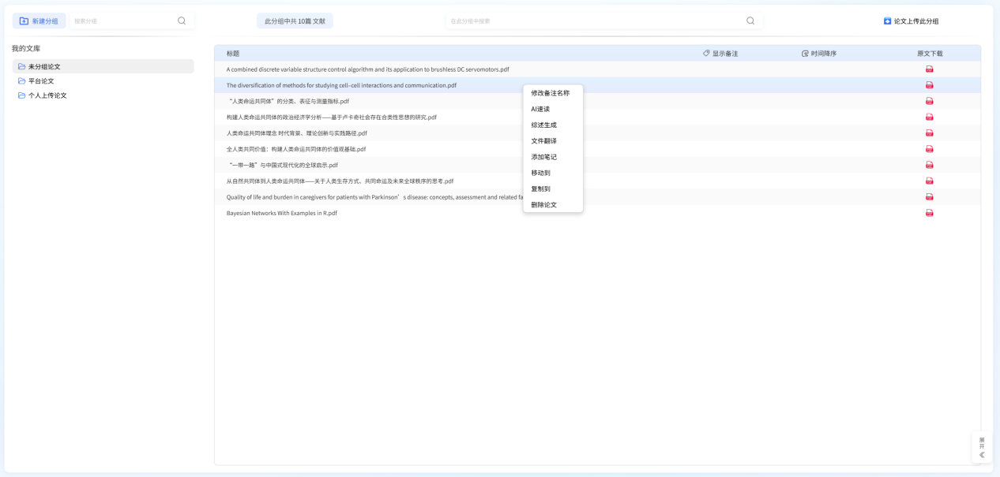 新建分组
搜索分组
此分组中共 10篇 文献
在此分组中搜索
论文上传此分组
我的文库
未分组论文
平台论文
个人上传论文
标题 显示备注 时间降序 原文下载
A combined discrete variable structure control algorithm and its application to brushless DC servomotors.pdf
The diversification of methods for studying cell–cell interactions and communication.pdf
“人类命运共同体”的分类、表征与测量指标.pdf
构建人类命运共同体的政治经济学分析——基于卢卡奇社会存在合类性思想的研究.pdf
人类命运共同体理念 时代背景、理论创新与实践路径.pdf
全人类共同价值：构建人类命运共同体的价值观基础.pdf
“一带一路”与中国式现代化的全球启示.pdf
从自然共同体到人类命运共同体——关于人类生存方式、共同命运及未来全球秩序的思考.pdf
Quality of life and burden in caregivers for patients with Parkinson’s disease: concepts, assessment and related fa
Bayesian Networks With Examples in R.pdf
修改备注名称
AI速读
综述生成
文件翻译
添加笔记
移动到
复制到
删除论文
展
开